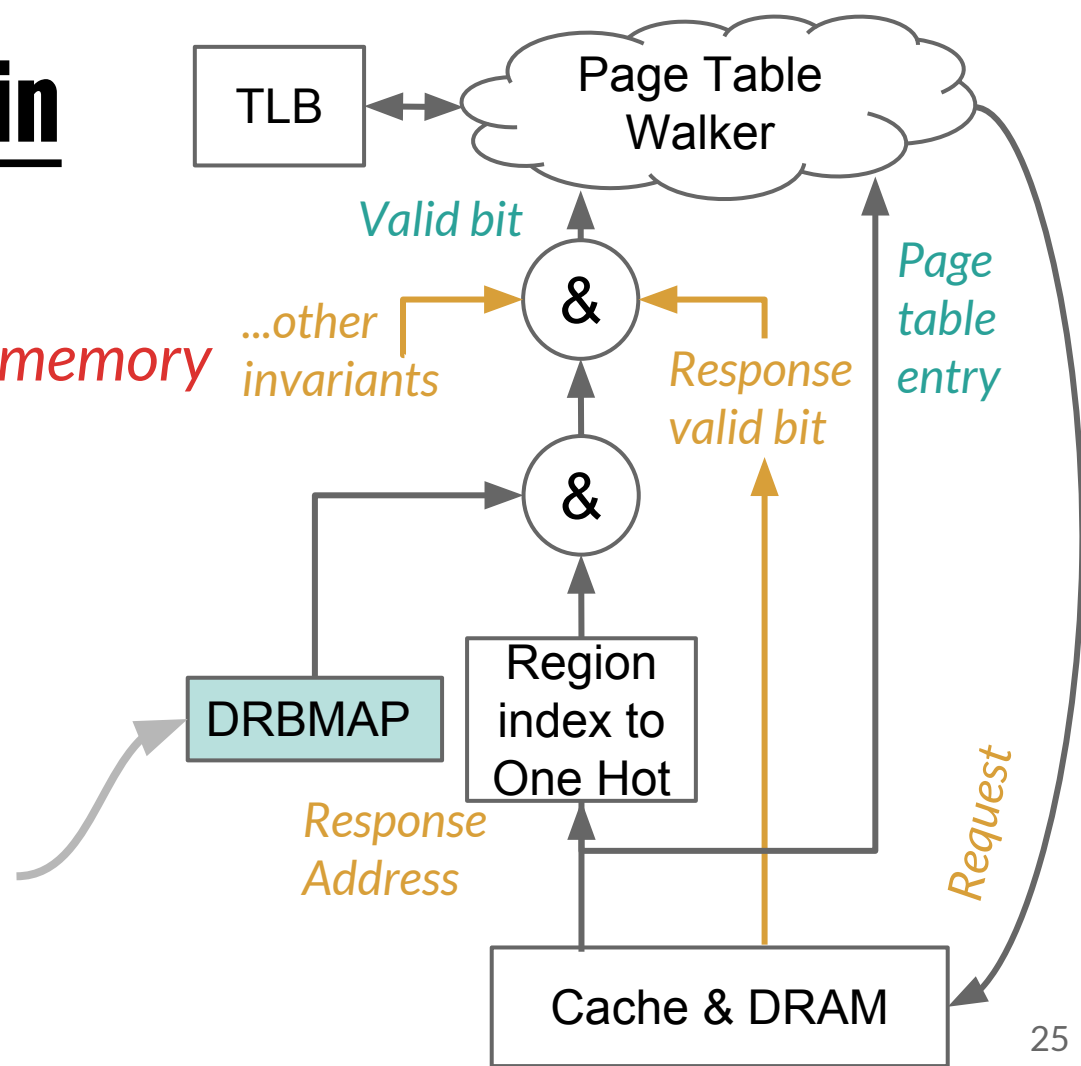 in
TLB
Page Table
Walker
Valid bit
&
Page
table
entry
...other
invariants
memory
Response
valid bit
&
Region
index to
One Hot
DRBMAP
Response
Address
Request
Cache & DRAM
25